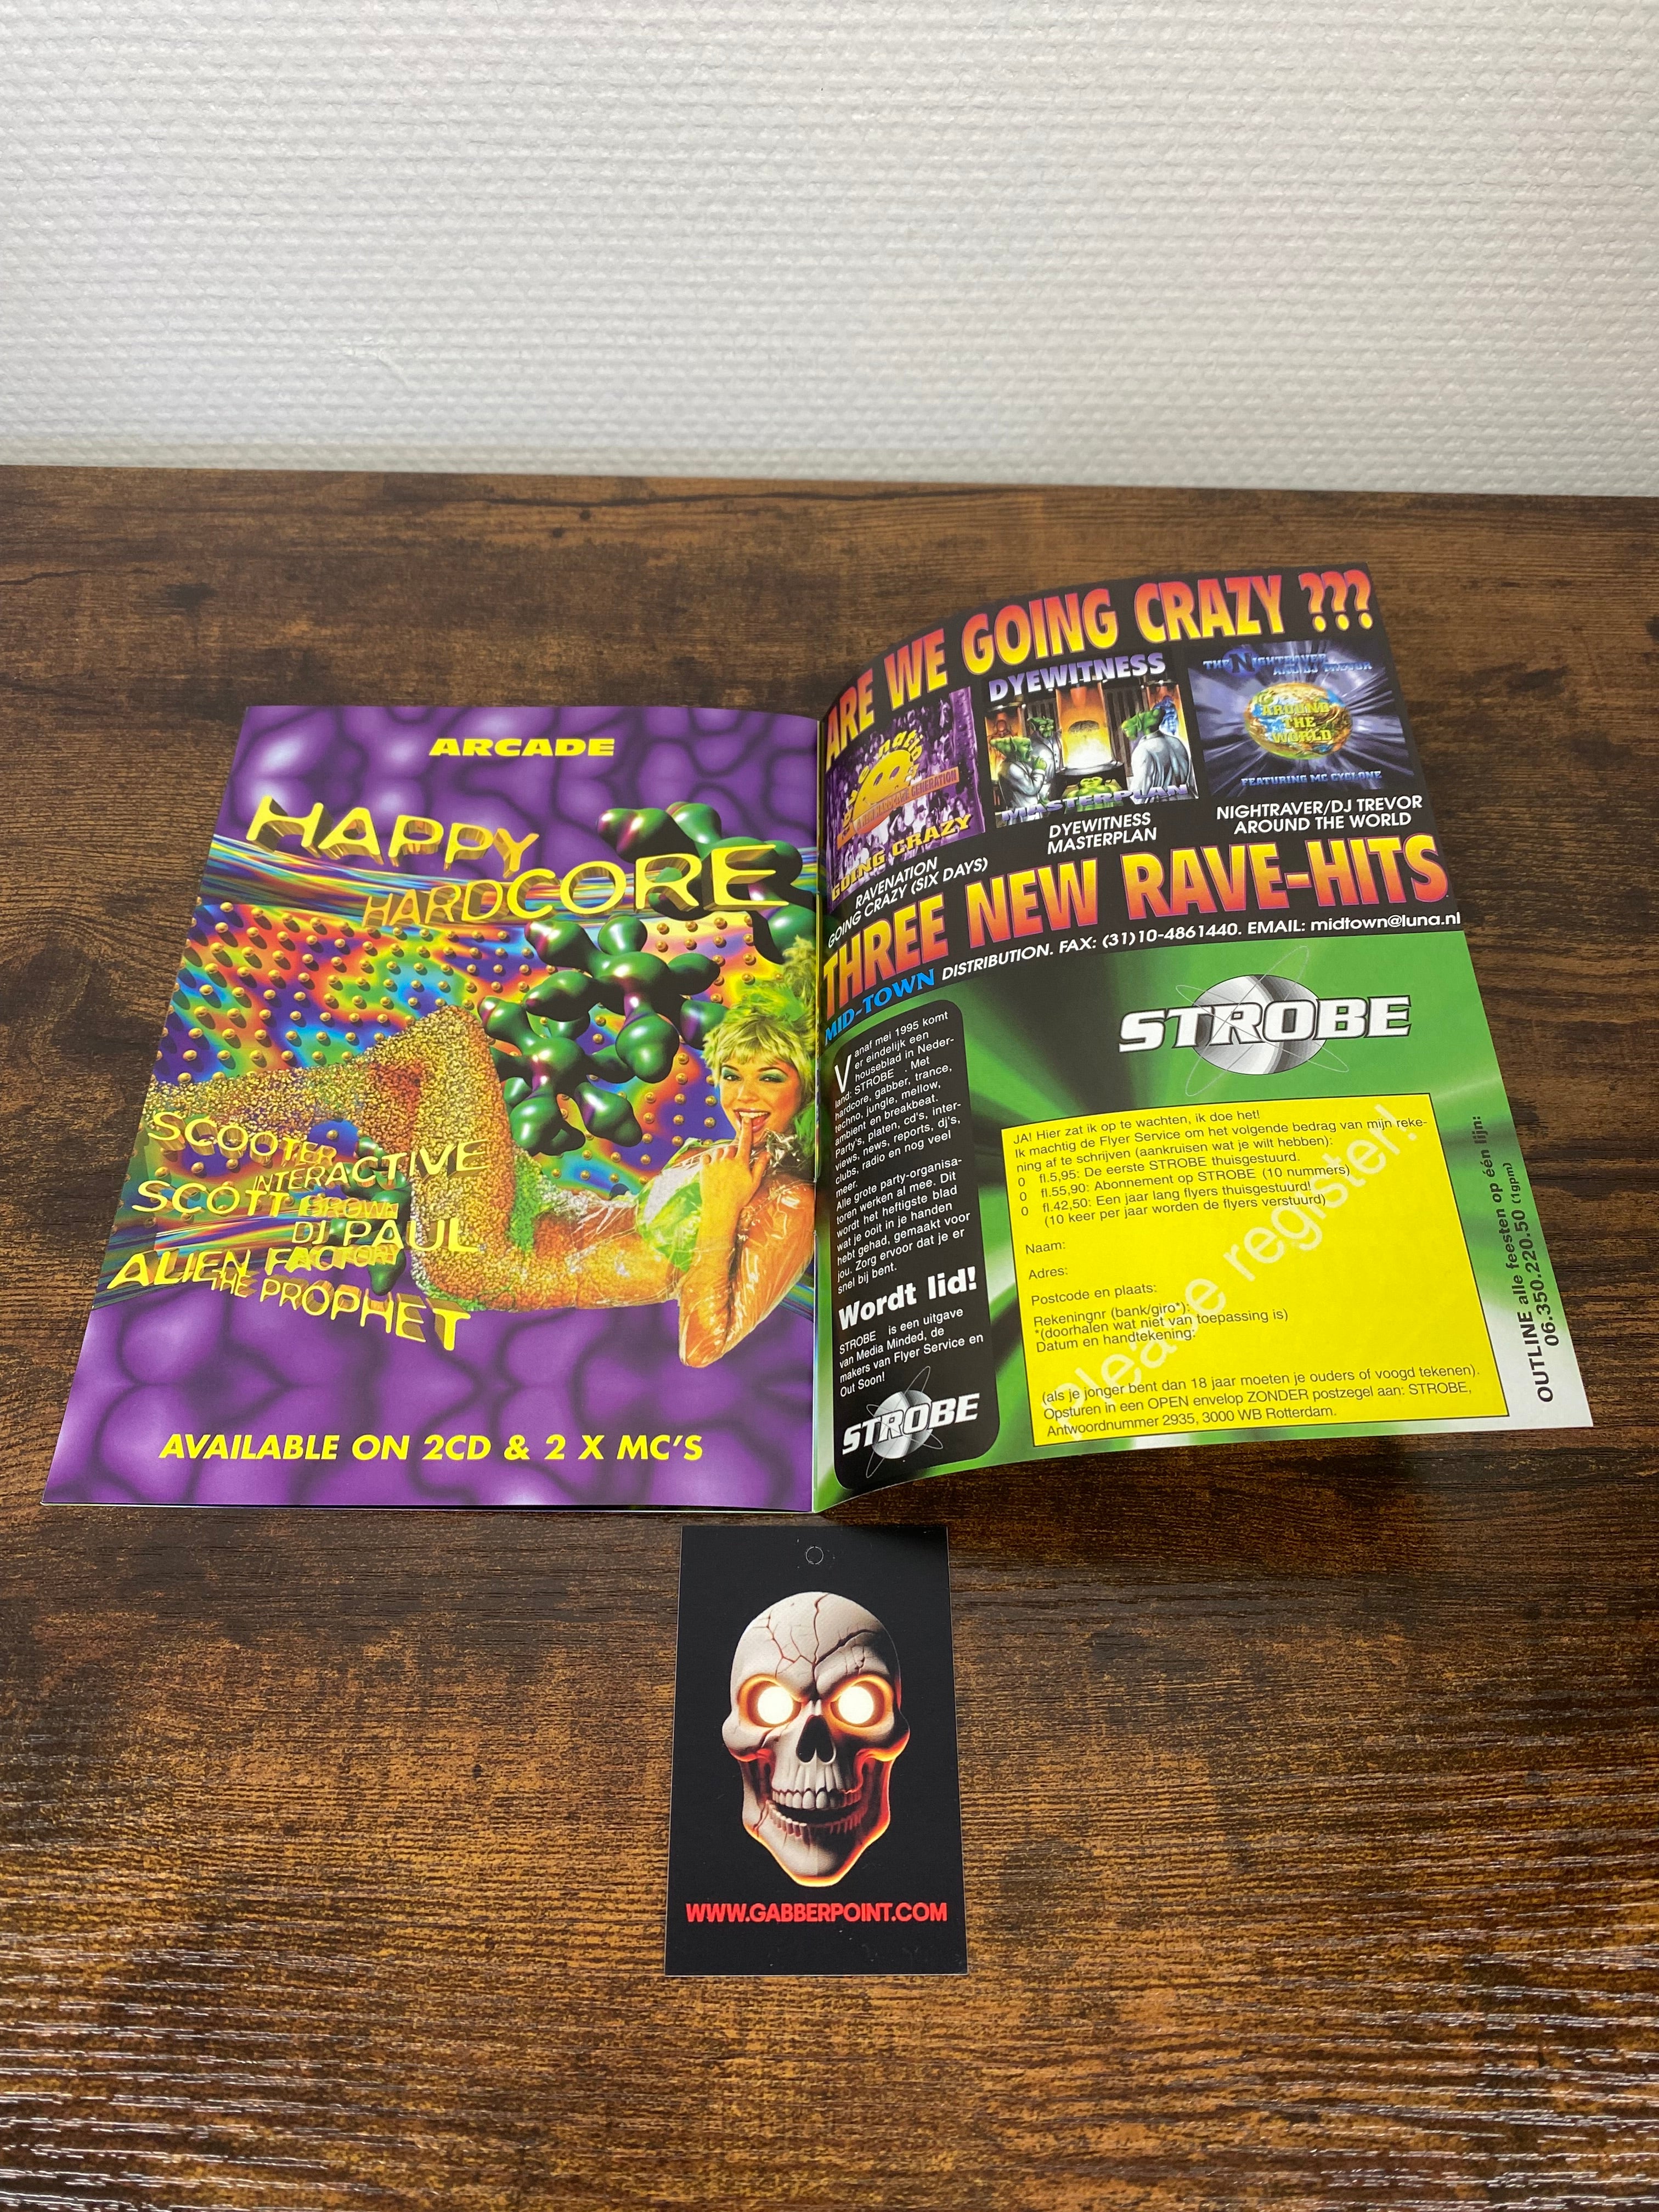 ARCADE
HAPPY
HARDCORE
SCOOTER
INTERACTIVE
SCOTT BROWN
DJ PAUL
ALIEN FACTORY
THE PROPHET
AVAILABLE ON 2CD & 2 X MC'S
ARE WE GOING CRAZY ???
GOING CRAZY
RAVENATION
GOING CRAZY (SIX DAYS)
DYEWITNESS
MASTERPLAN
DYEWITNESS
MASTERPLAN
THE NIGHTRAVER
AND DJ TREVOR
AROUND
THE
WORLD
FEATURING MC CYCLONE
NIGHTRAVER/DJ TREVOR
AROUND THE WORLD
THREE NEW RAVE-HITS
MID-TOWN DISTRIBUTION. FAX: (31)10-4861440. EMAIL: midtown@luna.nl
Vanaf mei 1995 komt
er eindelijk een
houseblad in Neder-
land: STROBE. Met
hardcore, gabber, trance,
techno, jungle, mellow,
ambient en breakbeat.
Party's, platen, cd's, inter-
views, news, reports, dj's,
clubs, radio en nog veel
meer.
Alle grote party-organisa-
toren werken al mee. Dit
wordt het heftigste blad
wat je ooit in je handen
hebt gehad, gemaakt voor
jou. Zorg ervoor dat je er
snel bij bent.
Wordt lid!
STROBE is een uitgave
van Media Minded, de
makers van Flyer Service en
Out Soon!
STROBE
STROBE
JA! Hier zat ik op te wachten, ik doe het!
Ik machtig de Flyer Service om het volgende bedrag van mijn reke-
ning af te schrijven (aankruisen wat je wilt hebben):
0 fl.5,95: De eerste STROBE thuisgestuurd.
0 fl.55,90: Abonnement op STROBE (10 nummers)
0 fl.42,50: Een jaar lang flyers thuisgestuurd!
(10 keer per jaar worden de flyers verstuurd)
Naam:
Adres:
Postcode en plaats:
Rekeningnr (bank/giro*):
*(doorhalen wat niet van toepassing is)
Datum en handtekening:
(als je jonger bent dan 18 jaar moeten je ouders of voogd tekenen).
Opsturen in een OPEN envelop ZONDER postzegel aan: STROBE,
Antwoordnummer 2935, 3000 WB Rotterdam.
Please register!
OUTLINE alle feesten op één lijn:
06.350.220.50 (1gpm)
WWW.GABBERPOINT.COM